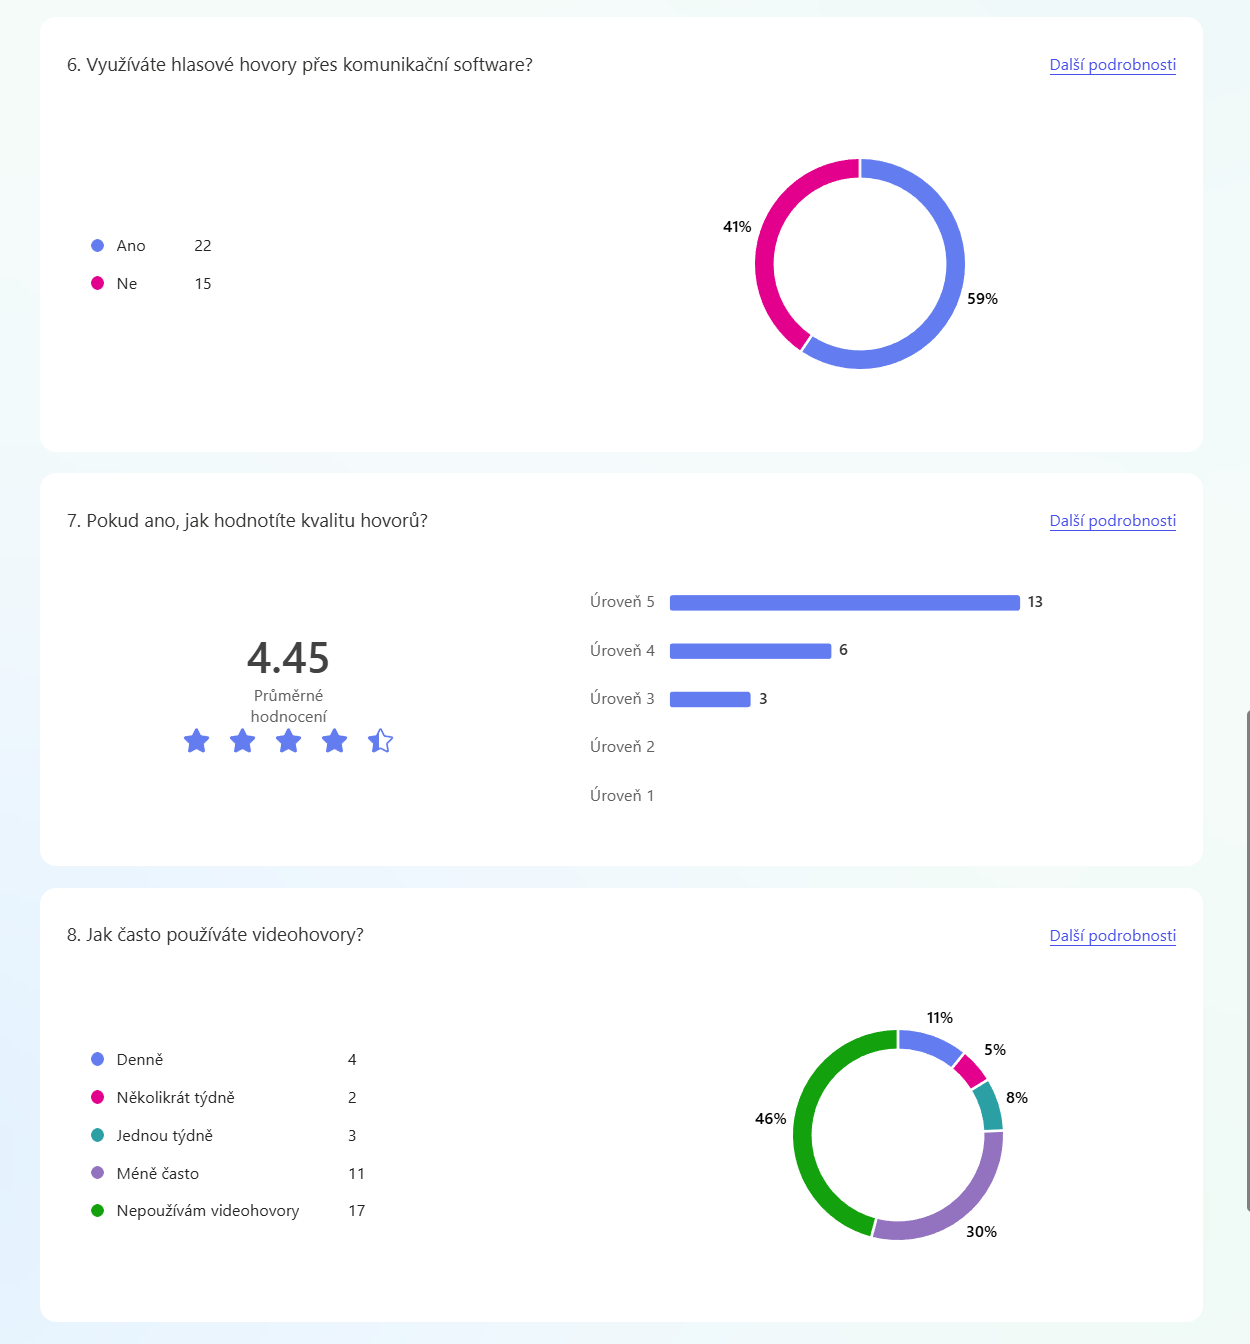 6. Využíváte hlasové hovory přes komunikační software?
Další podrobnosti
Ano 22
Ne 15
41%
59%
7. Pokud ano, jak hodnotíte kvalitu hovorů?
Další podrobnosti
4.45
Průměrné
hodnocení
Úroveň 5 13
Úroveň 4 6
Úroveň 3 3
Úroveň 2
Úroveň 1
8. Jak často používáte videohovory?
Další podrobnosti
Denně 4
Několikrát týdně 2
Jednou týdně 3
Méně často 11
Nepoužívám videohovory 17
11%
5%
8%
46%
30%